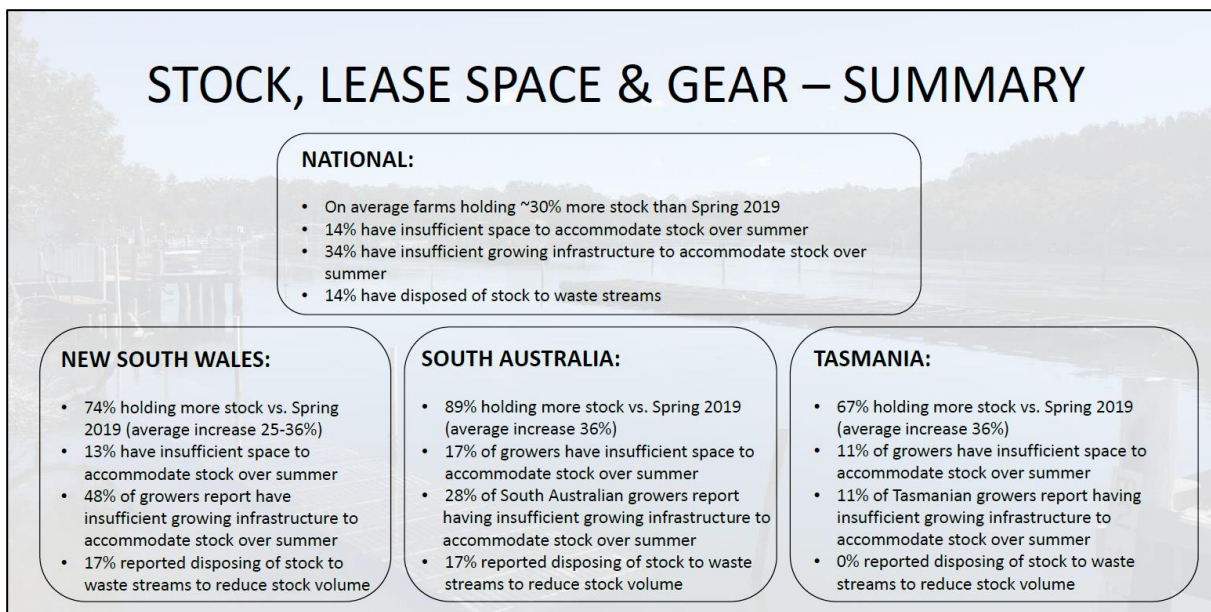 STOCK, LEASE SPACE & GEAR – SUMMARY
NATIONAL:
• On average farms holding ~30% more stock than Spring 2019
• 14% have insufficient space to accommodate stock over summer
• 34% have insufficient growing infrastructure to accommodate stock over
summer
• 14% have disposed of stock to waste streams
NEW SOUTH WALES:
• 74% holding more stock vs. Spring
2019 (average increase 25-36%)
• 13% have insufficient space to
accommodate stock over summer
• 48% of growers report have
insufficient growing infrastructure to
accommodate stock over summer
• 17% reported disposing of stock to
waste streams to reduce stock volume
SOUTH AUSTRALIA:
• 89% holding more stock vs. Spring 2019
(average increase 36%)
• 17% of growers have insufficient space to
accommodate stock over summer
• 28% of South Australian growers report
having insufficient growing infrastructure to
accommodate stock over summer
• 17% reported disposing of stock to waste
streams to reduce stock volume
TASMANIA:
• 67% holding more stock vs. Spring 2019
(average increase 36%)
• 11% of growers have insufficient space to
accommodate stock over summer
• 11% of Tasmanian growers report having
insufficient growing infrastructure to
accommodate stock over summer
• 0% reported disposing of stock to waste
streams to reduce stock volume